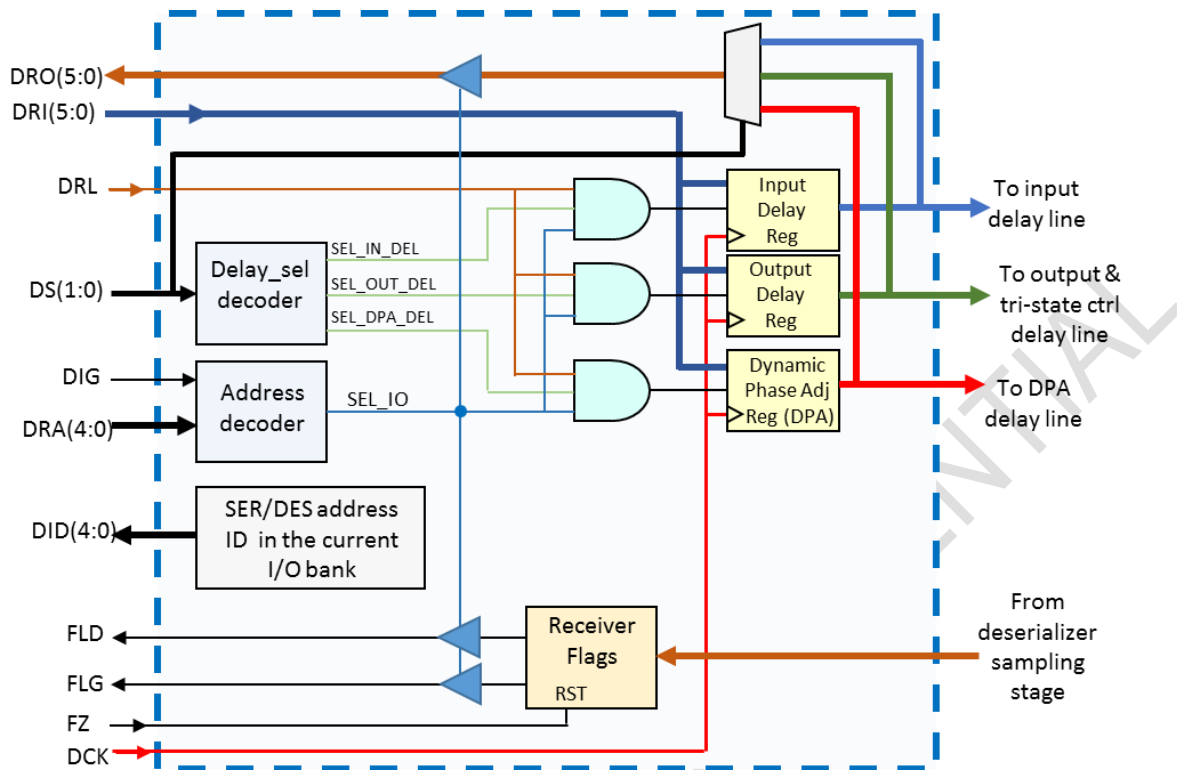 DRO(5:0)
DRI(5:0)
DRL
DS(1:0)
DIG
DRA(4:0)
DID(4:0)
FLD
FLG
FZ
DCK
Delay_sel
decoder
SEL_IN_DEL
SEL_OUT_DEL
SEL_DPA_DEL
Address
decoder
SEL_IO
SER/DES address
ID in the current
I/O bank
Input
Delay
Reg
Output
Delay
Reg
Dynamic
Phase Adj
Reg (DPA)
Receiver
Flags
RST
To input
delay line
To output &
tri-state ctrl
delay line
To DPA
delay line
From
deserializer
sampling
stage